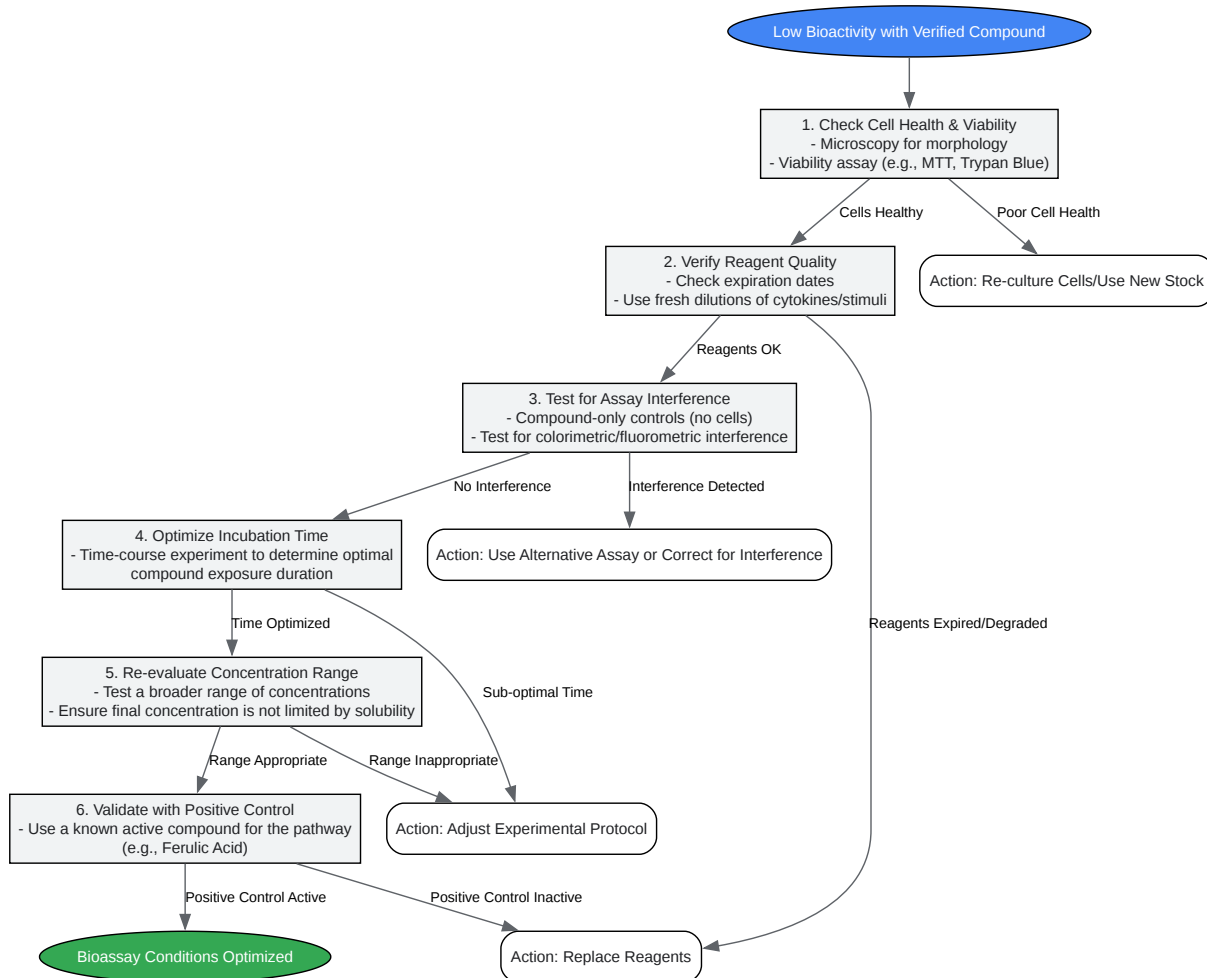 Low Bioactivity with Verified Compound
1. Check Cell Health & Viability
- Microscopy for morphology
- Viability assay (e.g., MTT, Trypan Blue)
Cells Healthy
Poor Cell Health
2. Verify Reagent Quality
- Check expiration dates
- Use fresh dilutions of cytokines/stimuli
Action: Re-culture Cells/Use New Stock
Reagents OK
3. Test for Assay Interference
- Compound-only controls (no cells)
- Test for colorimetric/fluorometric interference
No Interference
Interference Detected
4. Optimize Incubation Time
- Time-course experiment to determine optimal
compound exposure duration
Action: Use Alternative Assay or Correct for Interference
Time Optimized
Reagents Expired/Degraded
5. Re-evaluate Concentration Range
- Test a broader range of concentrations
- Ensure final concentration is not limited by solubility
Sub-optimal Time
Range Appropriate
Range Inappropriate
6. Validate with Positive Control
- Use a known active compound for the pathway
(e.g., Ferulic Acid)
Action: Adjust Experimental Protocol
Positive Control Active
Positive Control Inactive
Bioassay Conditions Optimized
Action: Replace Reagents